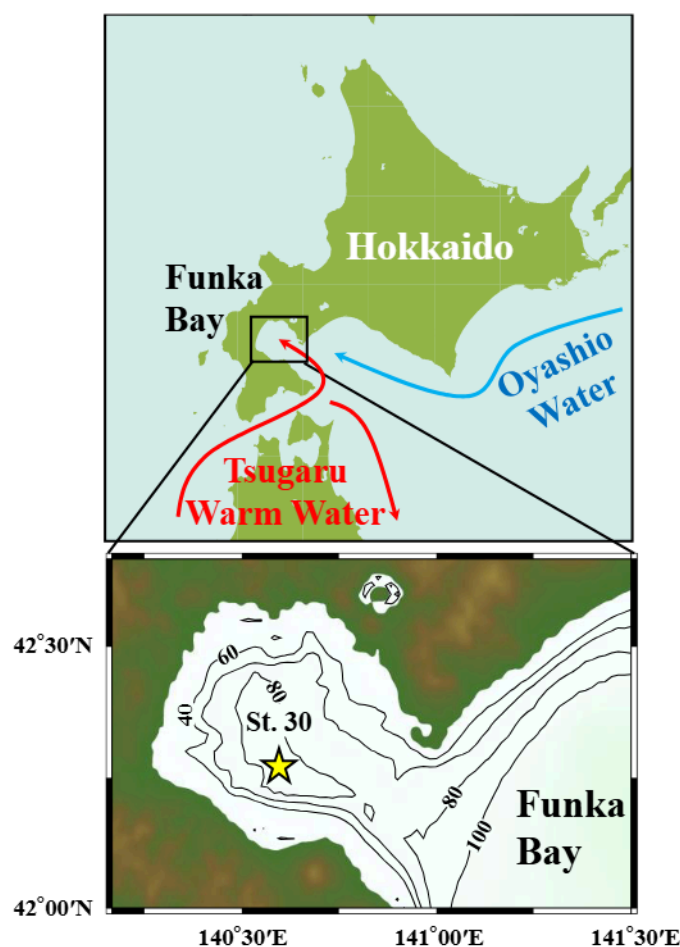 Hokkaido
Funka
Bay
Oyashio
Water
Tsugaru
Warm Water
42°30′N
60
40
80
St. 30
80
100
Funka
Bay
42°00′N
140°30′E
141°00′E
141°30′E